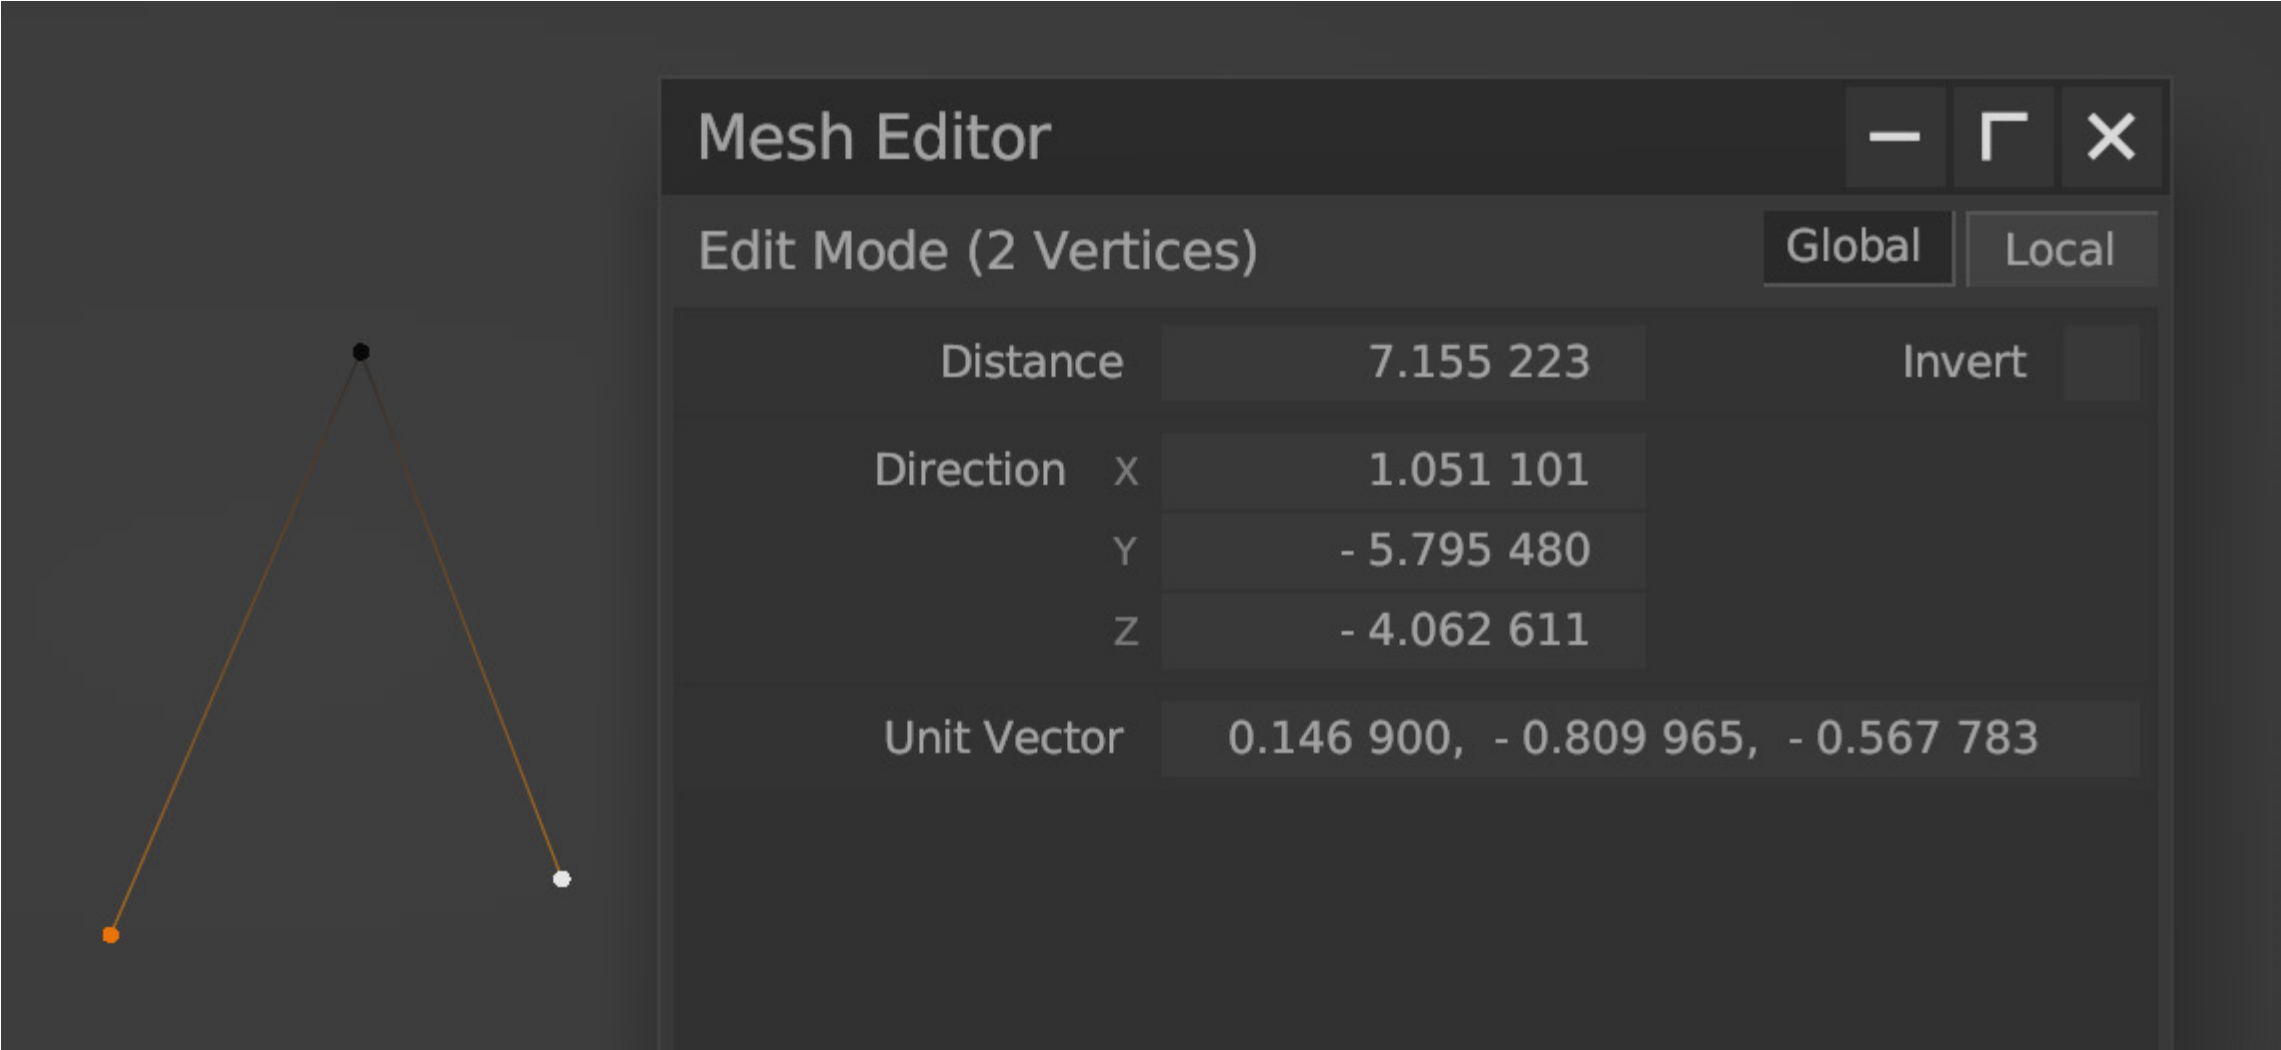 Mesh Editor
Edit Mode (2 Vertices) Global Local
Distance 7.155 223 Invert
Direction X 1.051 101
Y - 5.795 480
Z - 4.062 611
Unit Vector 0.146 900, - 0.809 965, - 0.567 783